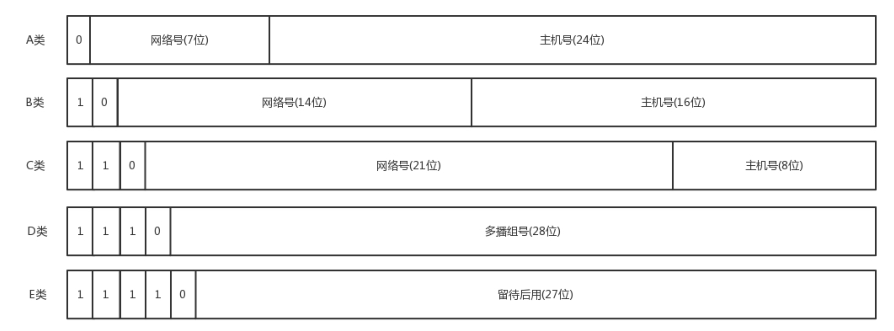 A类 0 网络号(7位) 主机号(24位)
B类 1 0 网络号(14位) 主机号(16位)
C类 1 1 0 网络号(21位) 主机号(8位)
D类 1 1 1 0 多播组号(28位)
E类 1 1 1 1 0 留待后用(27位)